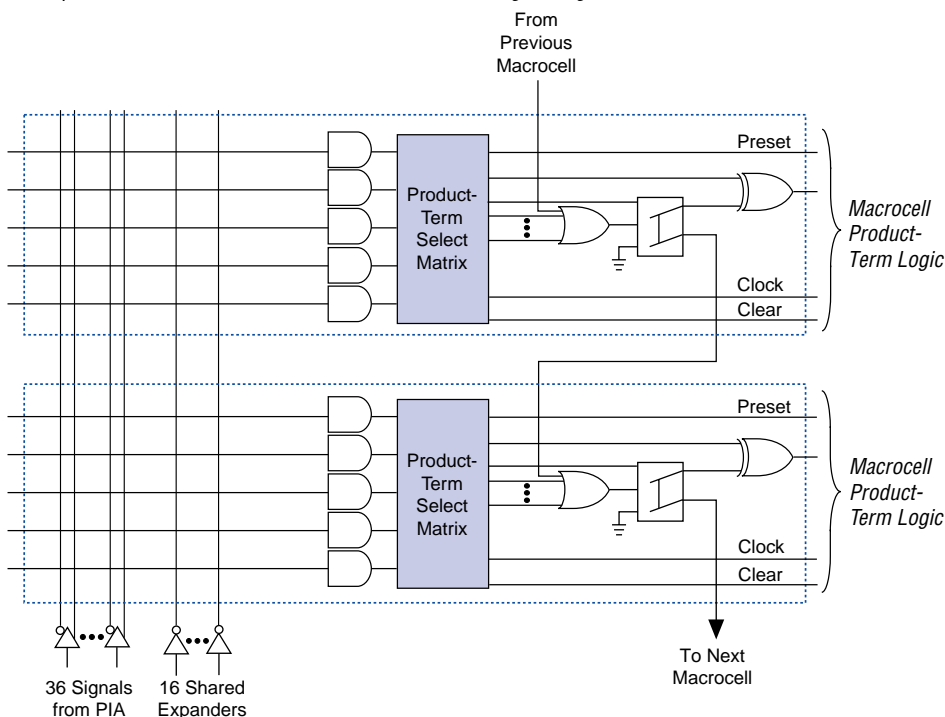 From
Previous
Macrocell
Preset
Product-
Term
Select
Matrix
Macrocell
Product-
Term Logic
Clock
Clear
Preset
Product-
Term
Select
Matrix
Macrocell
Product-
Term Logic
Clock
Clear
To Next
Macrocell
36 Signals
from PIA
16 Shared
Expanders